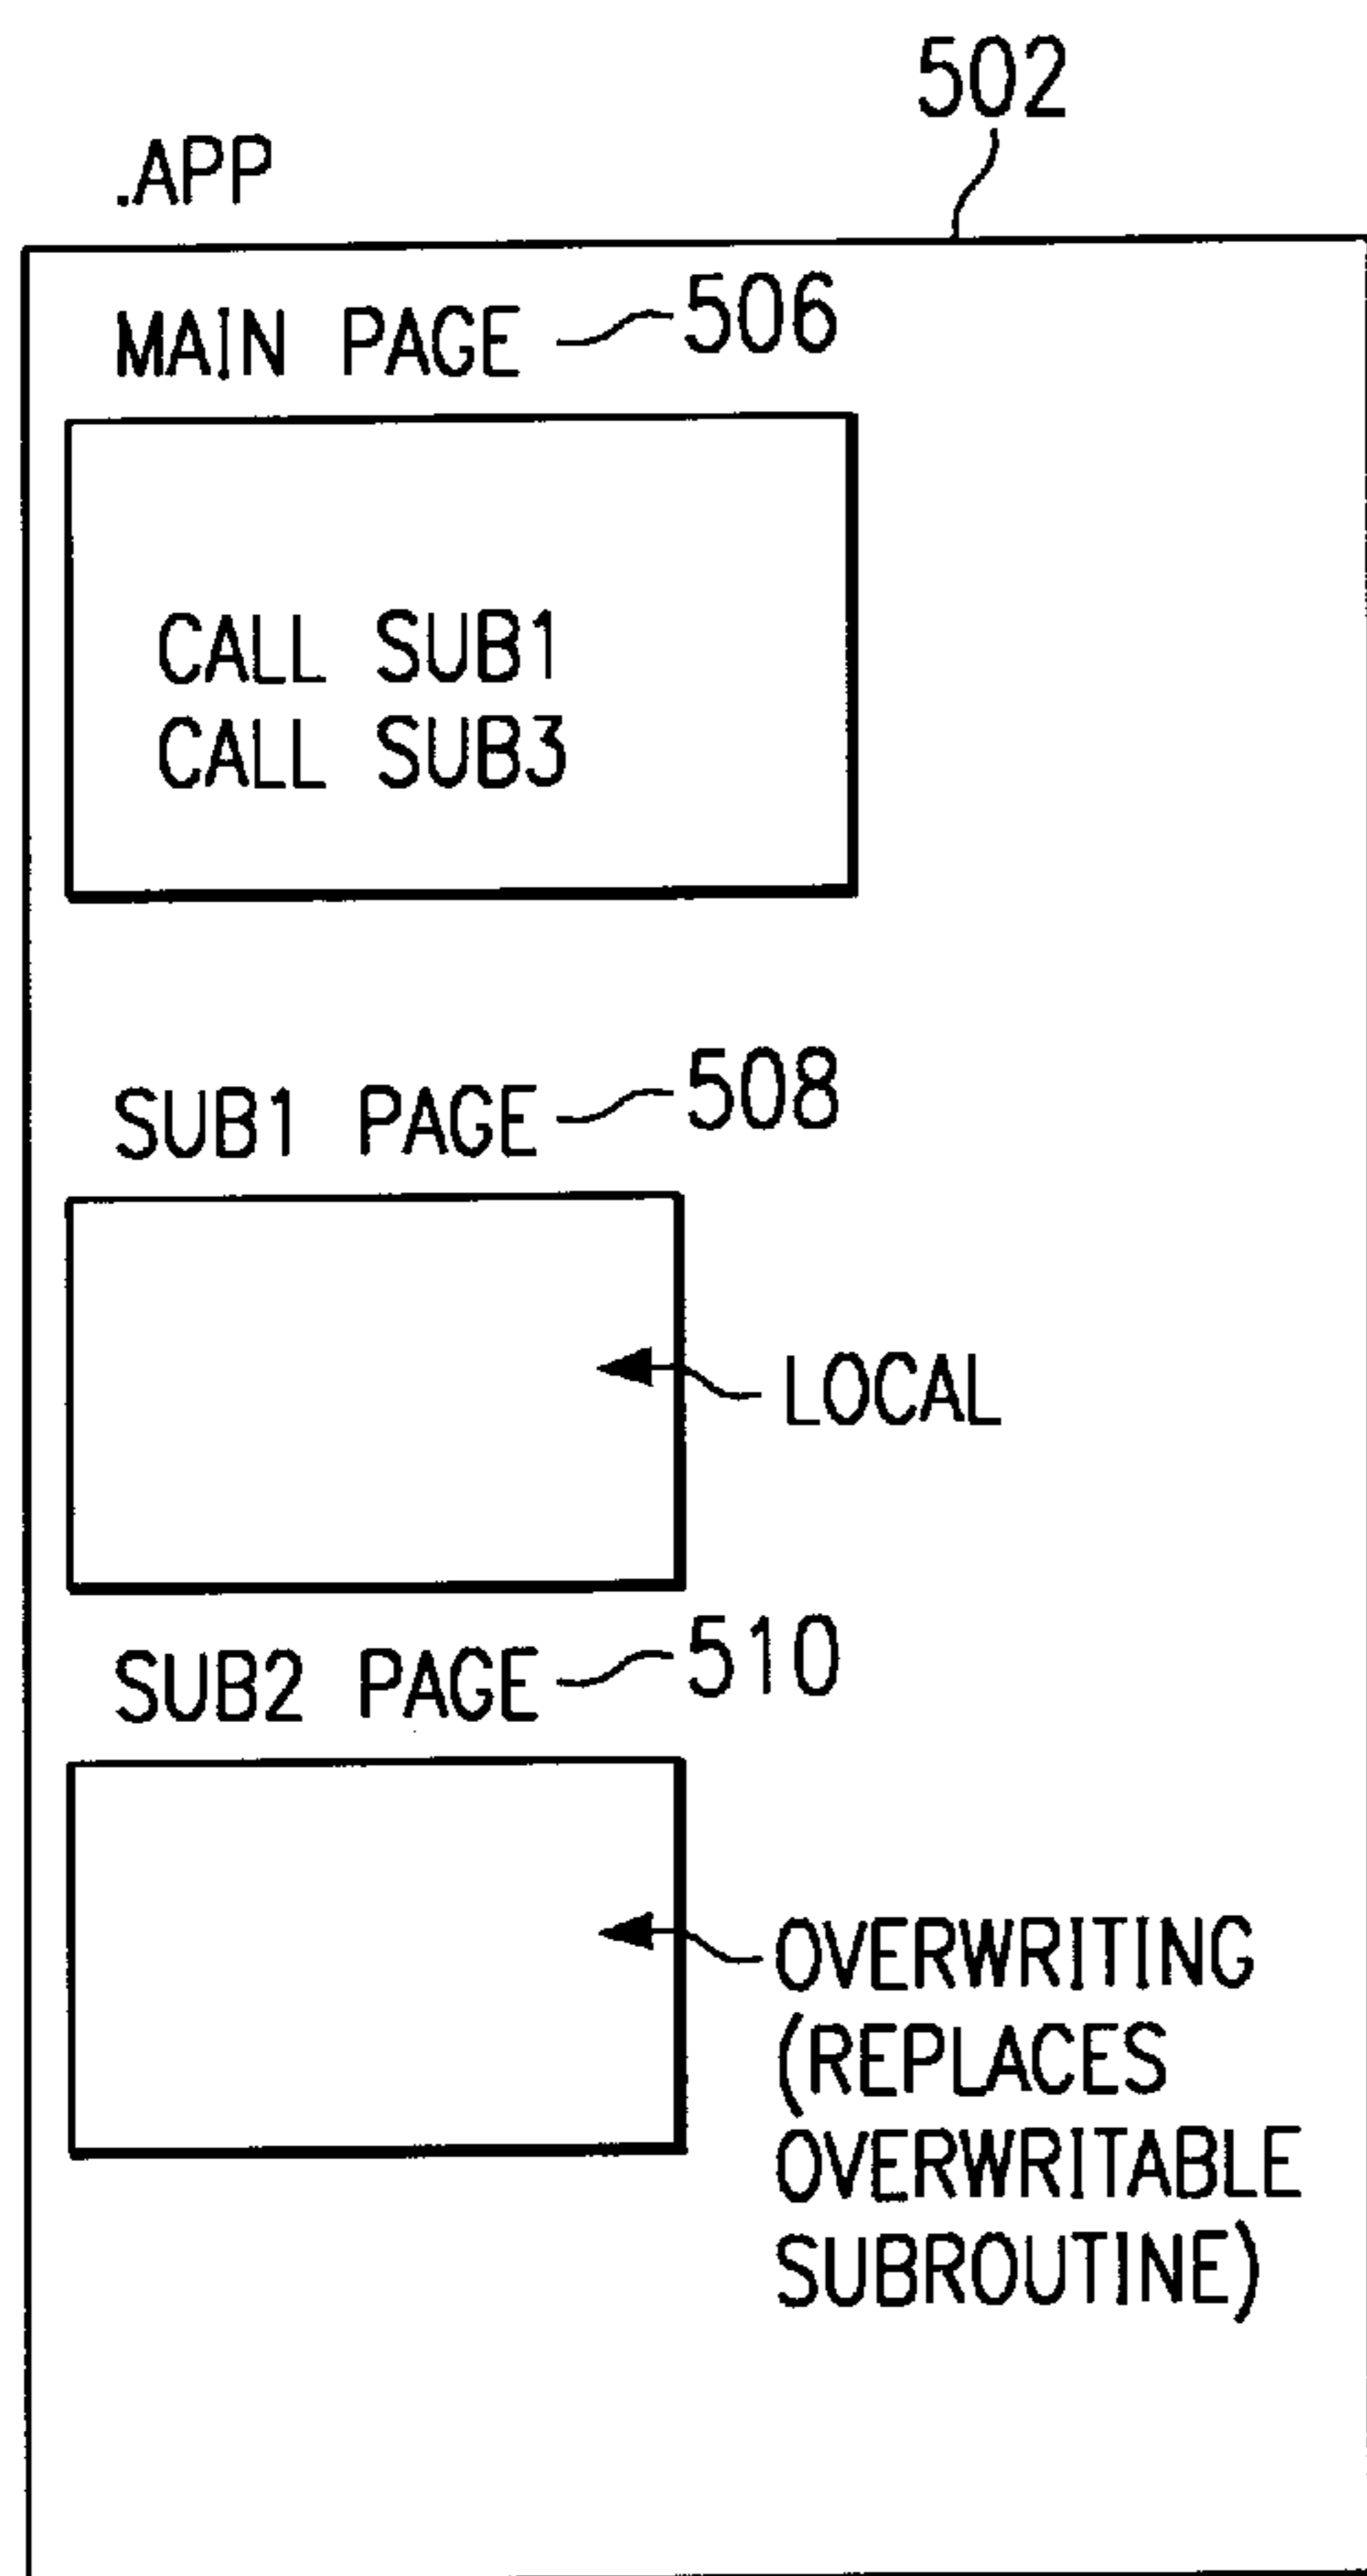 502
.APP
MAIN PAGE 506
CALL SUB1
CALL SUB3
SUB1 PAGE 508
LOCAL
SUB2 PAGE 510
OVERWRITING
(REPLACES
OVERWRITABLE
SUBROUTINE)